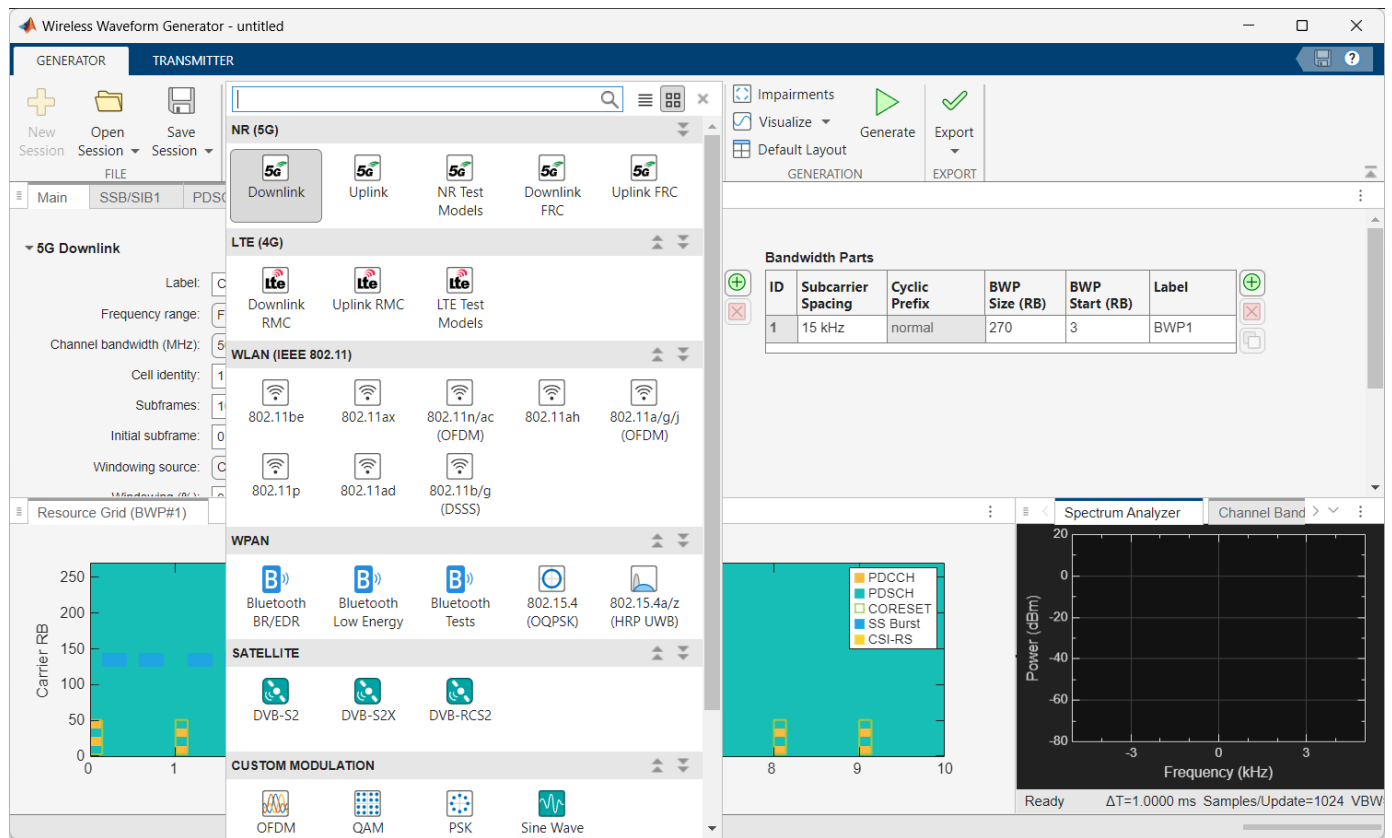 Wireless Waveform Generator - untitled
GENERATOR
TRANSMITTER
?
New
Session
Open
Session
Save
Session
FILE
Impairments
Visualize
Default Layout
Generate
Export
GENERATION
EXPORT
Main
SSB/SIB1
5G Downlink
Label:
Frequency range:
Channel bandwidth (MHz):
Cell identity:
Subframes:
Initial subframe:
Windowing source:
NR (5G)
5G
Downlink
5G
Uplink
5G
NR Test
Models
5G
Downlink
FRC
5G
Uplink FRC
LTE (4G)
Lte
Downlink
RMC
Lte
Uplink RMC
Lte
LTE Test
Models
WLAN (IEEE 802.11)
802.11be
802.11ax
802.11n/ac
(OFDM)
802.11ah
802.11a/g/j
(OFDM)
802.11p
802.11ad
802.11b/g
(DSSS)
WPAN
B
Bluetooth
BR/EDR
B
Bluetooth
Low Energy
B
Bluetooth
Tests
802.15.4
(OQPSK)
802.15.4a/z
(HRP UWB)
SATELLITE
DVB-S2
DVB-S2X
DVB-RCS2
CUSTOM MODULATION
OFDM
QAM
PSK
Sine Wave
Bandwidth Parts
ID Subcarrier Spacing Cyclic Prefix BWP Size (RB) BWP Start (RB) Label
1 15 kHz normal 270 3 BWP1
Resource Grid (BWP#1)
Carrier RB
250
200
150
100
50
0
0 1 8 9 10
PDCCH
PDSCH
CORESET
SS Burst
CSI-RS
Spectrum Analyzer
Channel Band
Power (dBm)
20
0
-20
-40
-60
-80
-3 0 3
Frequency (kHz)
Ready ΔT=1.0000 ms Samples/Update=1024 VBW